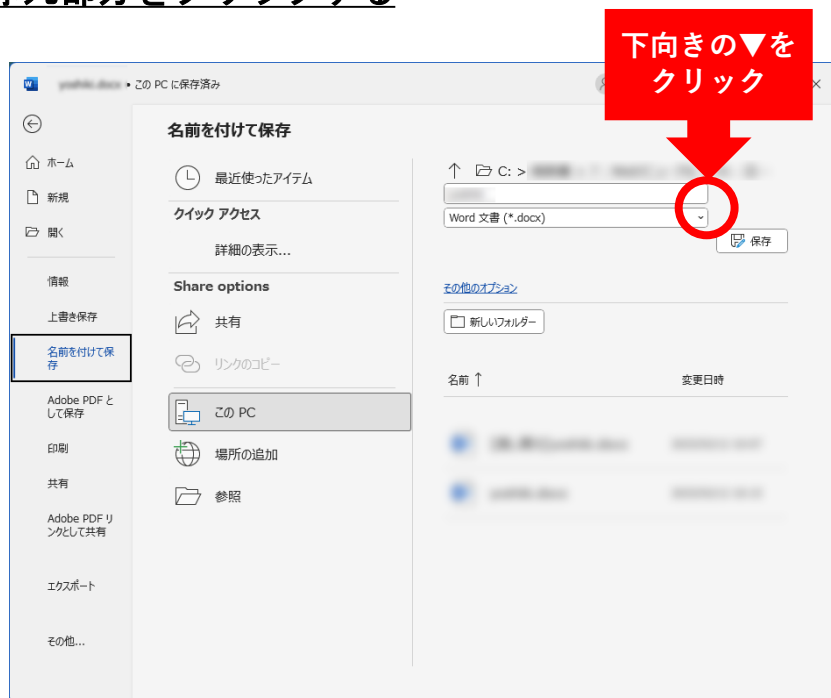 下向きの▼を
クリック
• この PC に保存済み
名前を付けて保存
ホーム
新規
開く
情報
上書き保存
名前を付けて保
存
Adobe PDF と
して保存
印刷
共有
Adobe PDF リ
ンクとして共有
エクスポート
その他...
最近使ったアイテム
クイック アクセス
詳細の表示...
Share options
共有
リンクのコピー
この PC
場所の追加
参照
↑ C: >
Word 文書 (*.docx)
保存
その他のオプション
新しいフォルダー
名前 ↑
変更日時